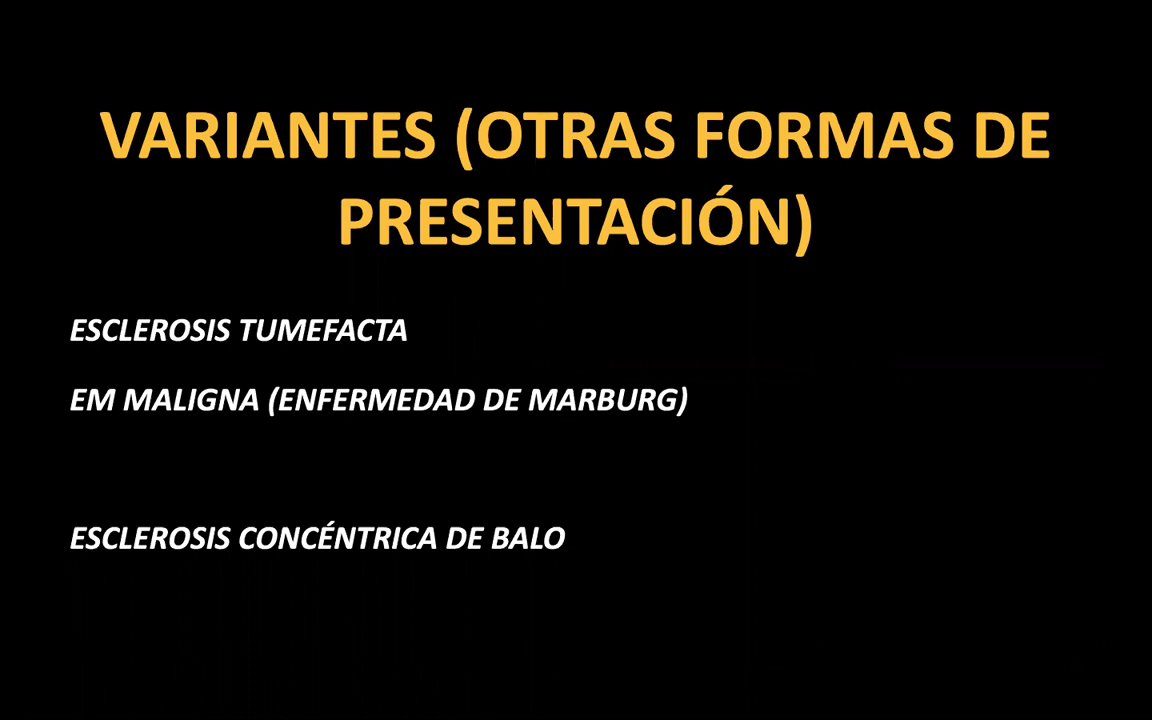 VARIANTES (OTRAS FORMAS DE
PRESENTACIÓN)
ESCLEROSIS TUMEFACTA
EM MALIGNA (ENFERMEDAD DE MARBURG)
ESCLEROSIS CONCÉNTRICA DE BALO